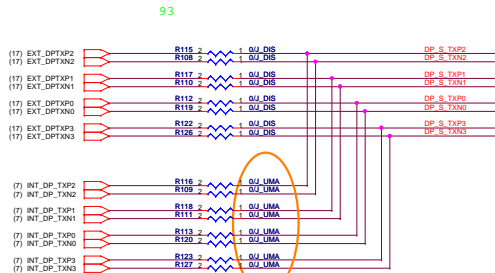 93
(17) EXT_DPTXP2 R115 2 1 0/J_DIS DP_S_TXP2
(17) EXT_DPTXN2 R108 2 1 0/J_DIS DP_S_TXN2
(17) EXT_DPTXP1 R117 2 1 0/J_DIS DP_S_TXP1
(17) EXT_DPTXN1 R110 2 1 0/J_DIS DP_S_TXN1
(17) EXT_DPTXP0 R112 2 1 0/J_DIS DP_S_TXP0
(17) EXT_DPTXN0 R119 2 1 0/J_DIS DP_S_TXN0
(17) EXT_DPTXP3 R122 2 1 0/J_DIS DP_S_TXP3
(17) EXT_DPTXN3 R126 2 1 0/J_DIS DP_S_TXN3
(7) INT_DP_TXP2 R116 2 1 0/J_UMA
(7) INT_DP_TXN2 R109 2 1 0/J_UMA
(7) INT_DP_TXP1 R118 2 1 0/J_UMA
(7) INT_DP_TXN1 R111 2 1 0/J_UMA
(7) INT_DP_TXP0 R113 2 1 0/J_UMA
(7) INT_DP_TXN0 R120 2 1 0/J_UMA
(7) INT_DP_TXP3 R123 2 1 0/J_UMA
(7) INT_DP_TXN3 R127 2 1 0/J_UMA